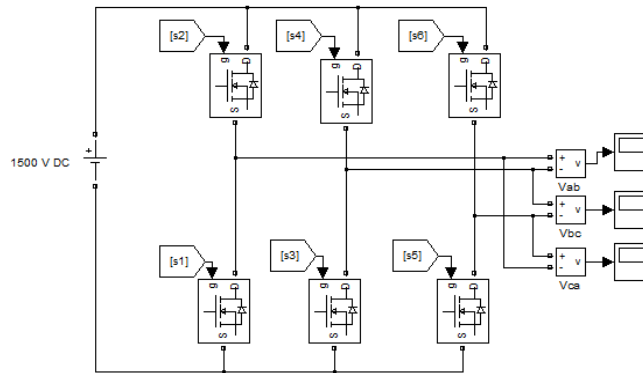 [s2]
[s4]
[s6]
g
D
S
g
D
S
g
D
S
1500 V DC
+
+
-
v
Vab
+
-
v
Vbc
+
-
v
Vca
[s1]
[s3]
[s5]
g
D
S
g
D
S
g
D
S